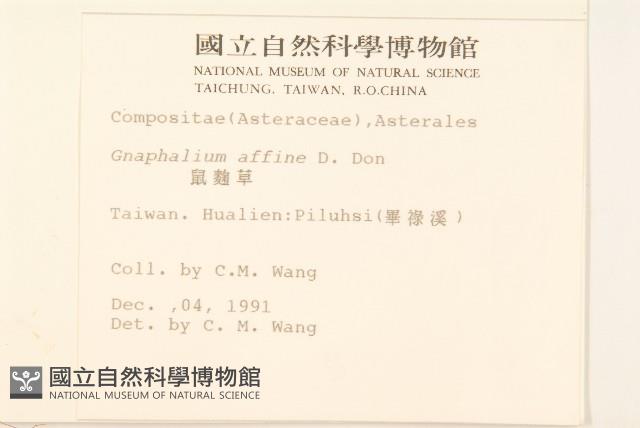 國立自然科學博物館
NATIONAL MUSEUM OF NATURAL SCIENCE
TAICHUNG, TAIWAN, R.O.CHINA
Compositae(Asteraceae),Asterales
Gnaphalium affine D. Don
鼠麴草
Taiwan. Hualien:Piluhsi(畢祿溪)
Coll. by C.M. Wang
Dec. ,04, 1991
Det. by C. M. Wang
國立自然科學博物館
NATIONAL MUSEUM OF NATURAL SCIENCE